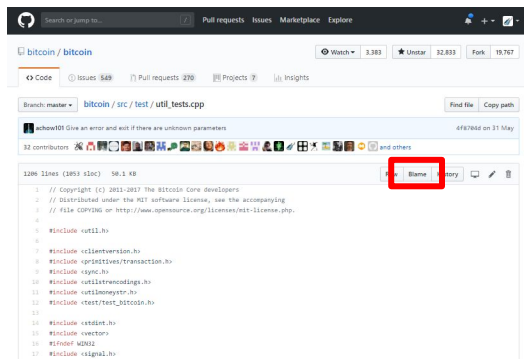 Search or jump to... / Pull requests Issues Marketplace Explore
bitcoin / bitcoin Watch 3,383 Unstar 32,833 Fork 19,767
Code Issues 549 Pull requests 270 Projects 7 Insights
Branch: master bitcoin / src / test / util_tests.cpp Find file Copy path
achow101 Give an error and exit if there are unknown parameters 4f8704d on 31 May
32 contributors and others
1206 lines (1053 sloc) 50.1 KB Blame
1 // Copyright (c) 2011-2017 The Bitcoin Core developers
2 // Distributed under the MIT software license, see the accompanying
3 // file COPYING or http://www.opensource.org/licenses/mit-license.php.
4
5 #include <util.h>
6
7 #include <clientversion.h>
8 #include <primitives/transaction.h>
9 #include <sync.h>
10 #include <utilstrencodings.h>
11 #include <utilmoneystr.h>
12 #include <test/test_bitcoin.h>
13
14 #include <stdint.h>
15 #include <vector>
16 #ifndef WIN32
17 #include <signal.h>